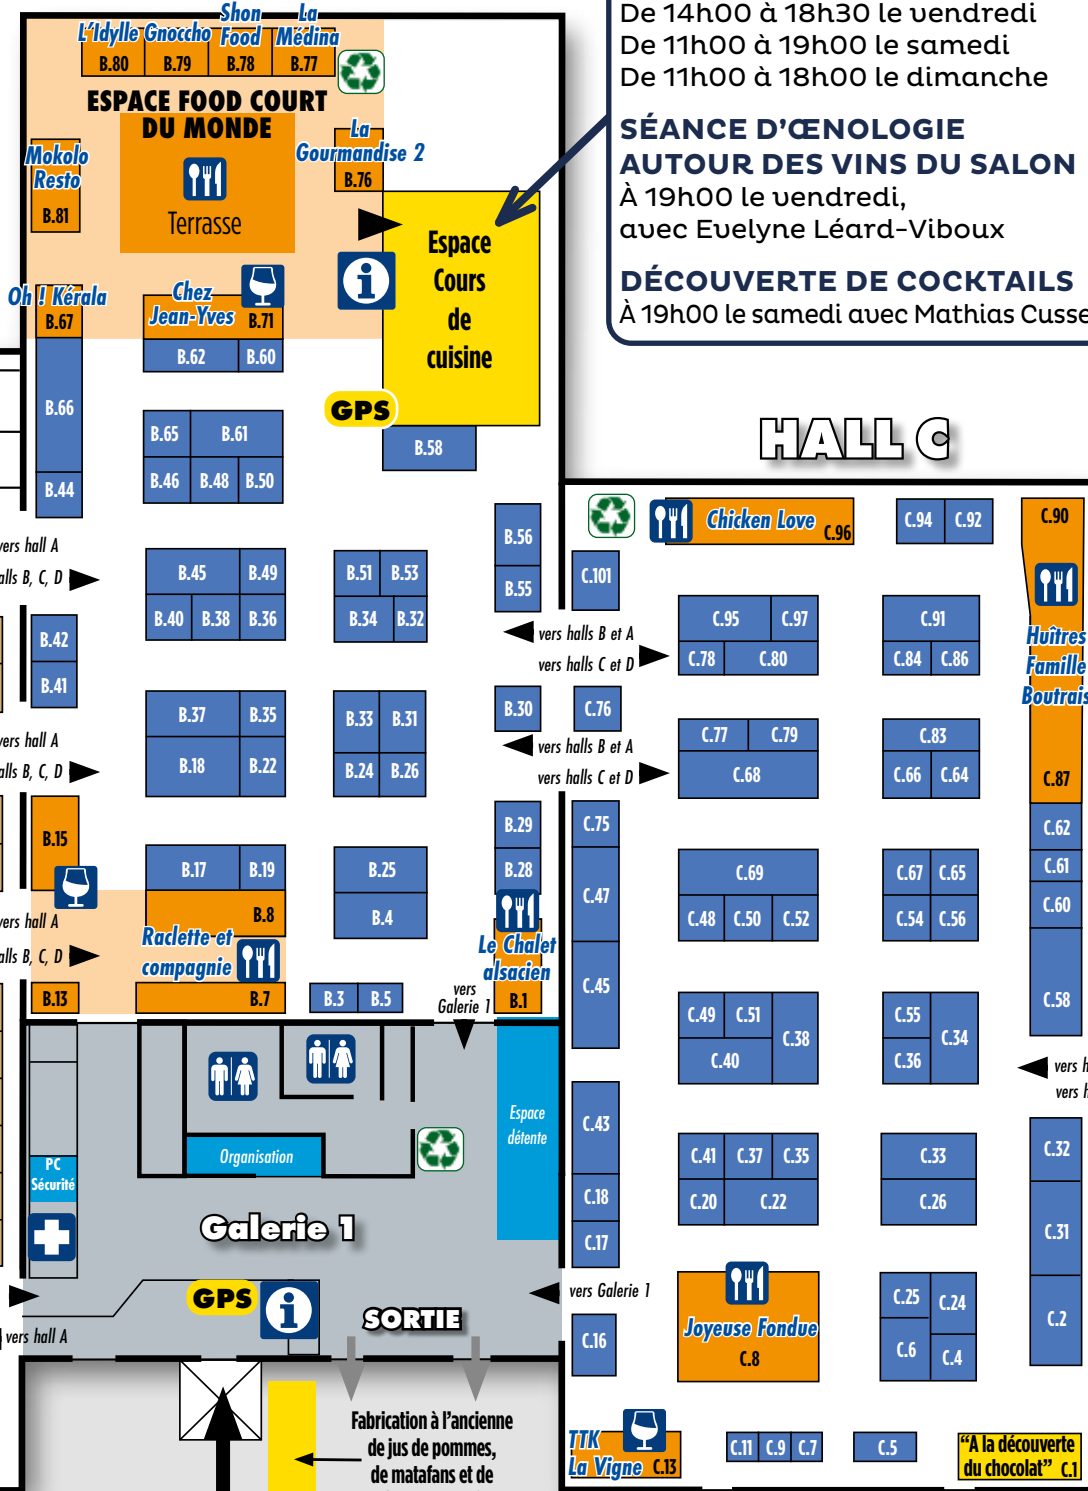 De 14h00 à 18h30 le vendredi
De 11h00 à 19h00 le samedi
De 11h00 à 18h00 le dimanche
SÉANCE D'ŒNOLOGIE
AUTOUR DES VINS DU SALON
À 19h00 le vendredi,
avec Evelyne Léard-Viboux
DÉCOUVERTE DE COCKTAILS
À 19h00 le samedi avec Mathias Cusse
L'Idylle
B.80
Gnoccho
B.79
Shon
Food
B.78
La
Médina
B.77
ESPACE FOOD COURT
DU MONDE
Terrasse
La
Gourmandise 2
B.76
Mokolo
Resto
B.81
Espace
Cours
de
cuisine
Oh ! Kérala
B.67
Chez
Jean-Yves
B.71
B.62
B.60
B.66
GPS
B.65
B.61
B.58
B.44
B.46
B.48
B.50
B.56
B.55
vers hall A
alls B, C, D
B.45
B.49
B.51
B.53
B.40
B.38
B.36
B.34
B.32
B.42
B.41
vers halls B et A
vers halls C et D
B.37
B.35
B.33
B.31
B.30
B.18
B.22
B.24
B.26
vers hall A
alls B, C, D
vers halls B et A
vers halls C et D
B.15
B.29
B.28
B.17
B.19
B.25
B.8
B.4
vers hall A
alls B, C, D
Raclette et
compagnie
Le Chalet
alsacien
B.13
B.7
B.3
B.5
vers
Galerie 1
B.1
Espace
détente
Organisation
PC
Sécurité
Galerie 1
GPS
SORTIE
vers Galerie 1
vers hall A
Fabrication à l'ancienne
de jus de pommes,
de matafans et de
HALL C
Chicken Love
C.96
C.94
C.92
C.90
C.101
Huîtres
Famille
Boutrais
C.87
C.95
C.97
C.91
C.78
C.80
C.84
C.86
C.76
C.77
C.79
C.83
C.68
C.66
C.64
C.75
C.62
C.61
C.60
C.47
C.69
C.67
C.65
C.48
C.50
C.52
C.54
C.56
C.45
C.58
C.49
C.51
C.38
C.55
C.34
C.40
C.36
vers h
vers h
C.43
C.41
C.37
C.35
C.33
C.32
C.18
C.20
C.22
C.26
C.17
C.31
C.16
Joyeuse Fondue
C.8
C.25
C.24
C.6
C.4
C.2
TTK
La Vigne
C.13
C.11
C.9
C.7
C.5
“A la découverte
du chocolat” C.1